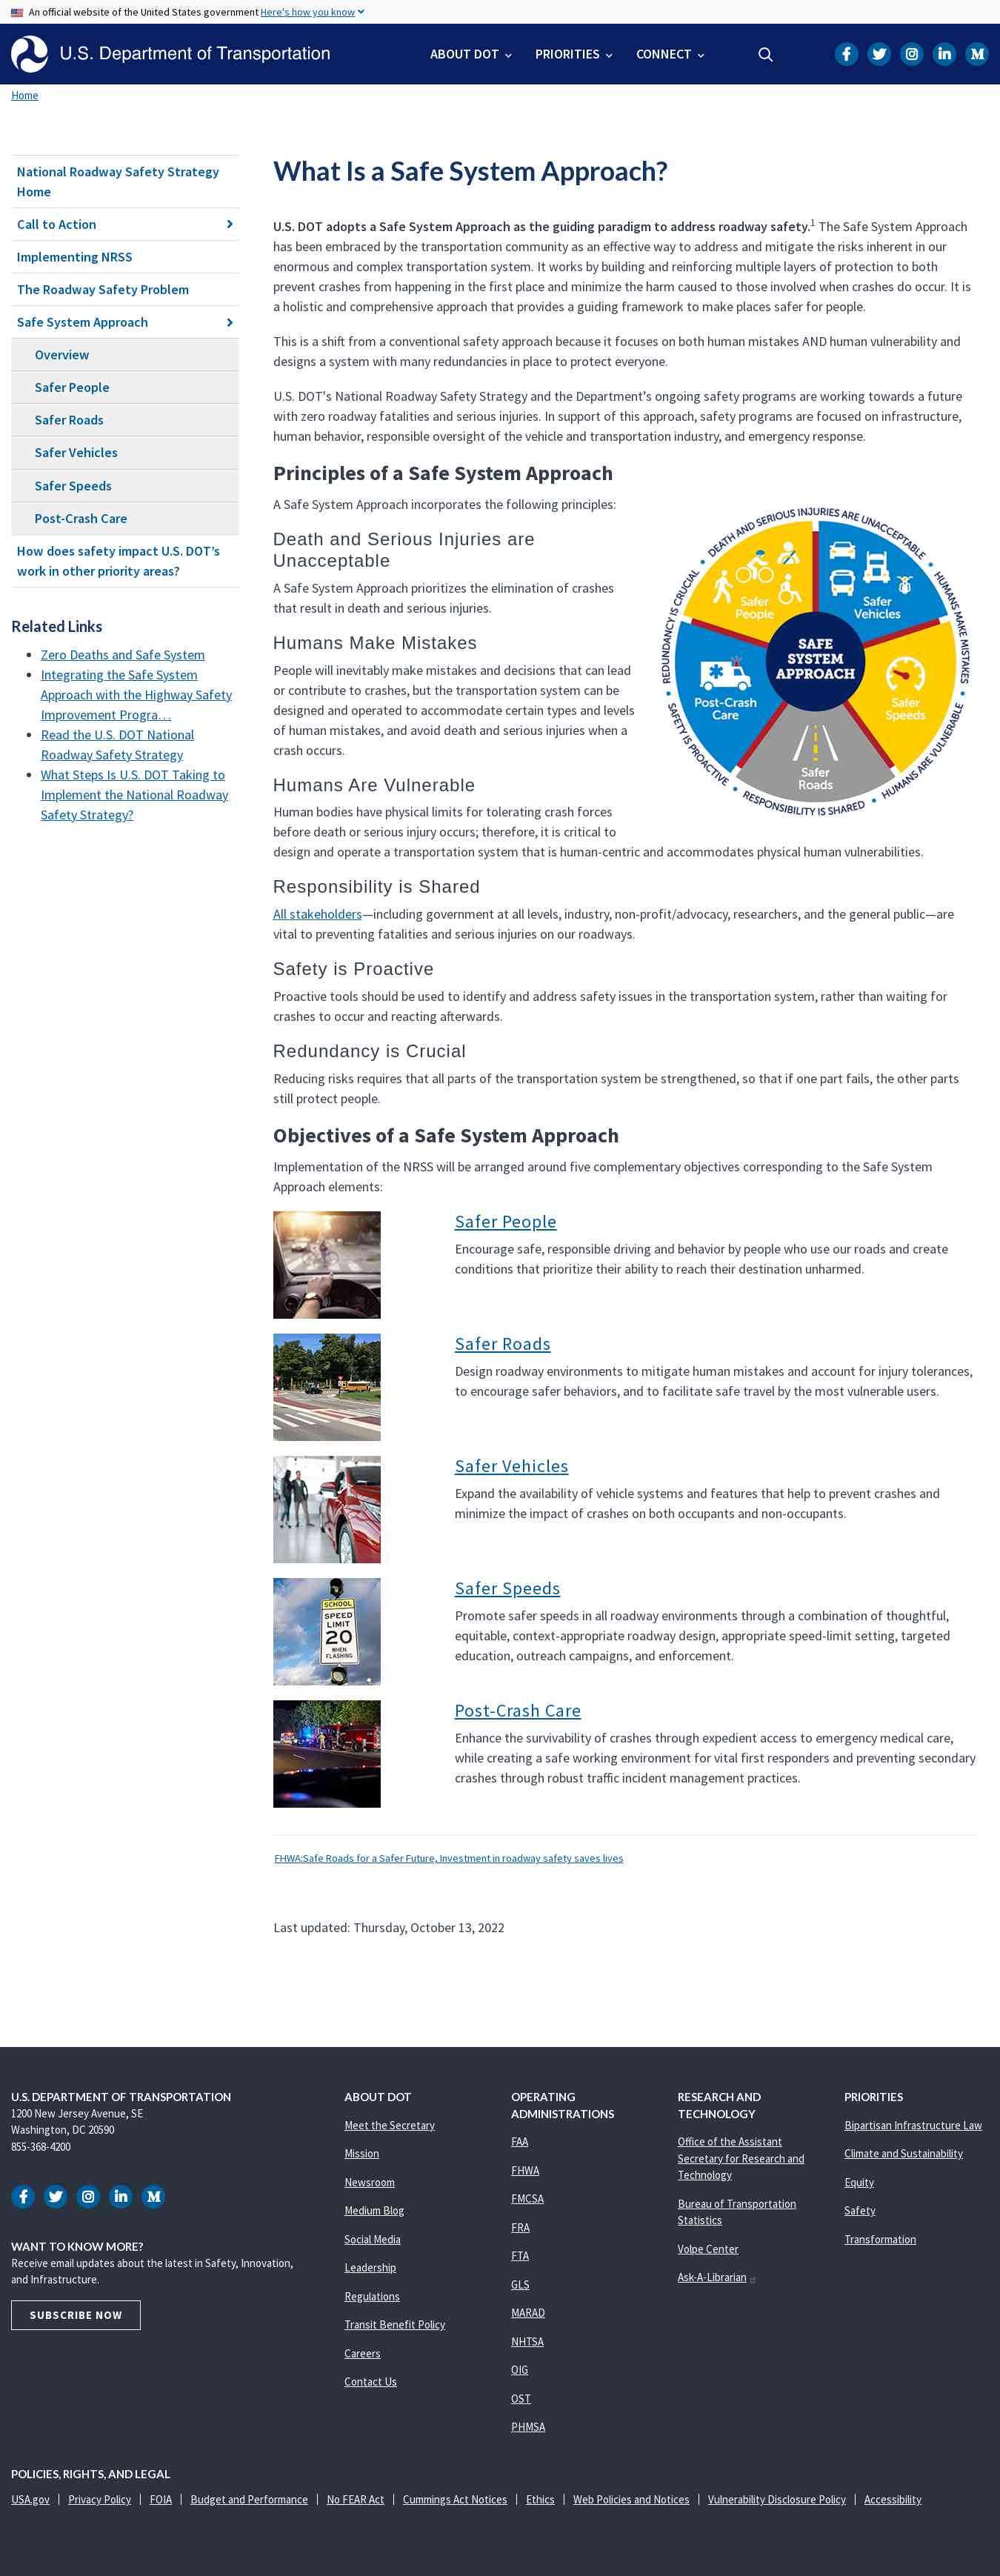 An official website of the United States government Here's how you know
U.S. Department of Transportation
ABOUT DOT
PRIORITIES
CONNECT
Home
National Roadway Safety Strategy
Home
Call to Action
Implementing NRSS
The Roadway Safety Problem
Safe System Approach
Overview
Safer People
Safer Roads
Safer Vehicles
Safer Speeds
Post-Crash Care
How does safety impact U.S. DOT’s
work in other priority areas?
Related Links
Zero Deaths and Safe System
Integrating the Safe System
Approach with the Highway Safety
Improvement Progra…
Read the U.S. DOT National
Roadway Safety Strategy
What Steps Is U.S. DOT Taking to
Implement the National Roadway
Safety Strategy?
What Is a Safe System Approach?
U.S. DOT adopts a Safe System Approach as the guiding paradigm to address roadway safety.1 The Safe System Approach
has been embraced by the transportation community as an effective way to address and mitigate the risks inherent in our
enormous and complex transportation system. It works by building and reinforcing multiple layers of protection to both
prevent crashes from happening in the first place and minimize the harm caused to those involved when crashes do occur. It is
a holistic and comprehensive approach that provides a guiding framework to make places safer for people.
This is a shift from a conventional safety approach because it focuses on both human mistakes AND human vulnerability and
designs a system with many redundancies in place to protect everyone.
U.S. DOT's National Roadway Safety Strategy and the Department’s ongoing safety programs are working towards a future
with zero roadway fatalities and serious injuries. In support of this approach, safety programs are focused on infrastructure,
human behavior, responsible oversight of the vehicle and transportation industry, and emergency response.
Principles of a Safe System Approach
A Safe System Approach incorporates the following principles:
Death and Serious Injuries are
Unacceptable
A Safe System Approach prioritizes the elimination of crashes
that result in death and serious injuries.
Humans Make Mistakes
People will inevitably make mistakes and decisions that can lead
or contribute to crashes, but the transportation system can be
designed and operated to accommodate certain types and levels
of human mistakes, and avoid death and serious injuries when a
crash occurs.
Humans Are Vulnerable
Human bodies have physical limits for tolerating crash forces
before death or serious injury occurs; therefore, it is critical to
design and operate a transportation system that is human-centric and accommodates physical human vulnerabilities.
DEATH AND SERIOUS INJURIES ARE UNACCEPTABLE
HUMANS MAKE MISTAKES
HUMANS ARE VULNERABLE
RESPONSIBILITY IS SHARED
SAFETY IS PROACTIVE
REDUNDANCY IS CRUCIAL
Safer
People
Safer
Vehicles
SAFE
SYSTEM
APPROACH
Post-Crash
Care
Safer
Speeds
Safer
Roads
Responsibility is Shared
All stakeholders—including government at all levels, industry, non-profit/advocacy, researchers, and the general public—are
vital to preventing fatalities and serious injuries on our roadways.
Safety is Proactive
Proactive tools should be used to identify and address safety issues in the transportation system, rather than waiting for
crashes to occur and reacting afterwards.
Redundancy is Crucial
Reducing risks requires that all parts of the transportation system be strengthened, so that if one part fails, the other parts
still protect people.
Objectives of a Safe System Approach
Implementation of the NRSS will be arranged around five complementary objectives corresponding to the Safe System
Approach elements:
Safer People
Encourage safe, responsible driving and behavior by people who use our roads and create
conditions that prioritize their ability to reach their destination unharmed.
Safer Roads
Design roadway environments to mitigate human mistakes and account for injury tolerances,
to encourage safer behaviors, and to facilitate safe travel by the most vulnerable users.
Safer Vehicles
Expand the availability of vehicle systems and features that help to prevent crashes and
minimize the impact of crashes on both occupants and non-occupants.
SCHOOL
SPEED
LIMIT
20
WHEN
FLASHING
Safer Speeds
Promote safer speeds in all roadway environments through a combination of thoughtful,
equitable, context-appropriate roadway design, appropriate speed-limit setting, targeted
education, outreach campaigns, and enforcement.
Post-Crash Care
Enhance the survivability of crashes through expedient access to emergency medical care,
while creating a safe working environment for vital first responders and preventing secondary
crashes through robust traffic incident management practices.
FHWA:Safe Roads for a Safer Future, Investment in roadway safety saves lives
Last updated: Thursday, October 13, 2022
U.S. DEPARTMENT OF TRANSPORTATION
1200 New Jersey Avenue, SE
Washington, DC 20590
855-368-4200
WANT TO KNOW MORE?
Receive email updates about the latest in Safety, Innovation,
and Infrastructure.
SUBSCRIBE NOW
ABOUT DOT
Meet the Secretary
Mission
Newsroom
Medium Blog
Social Media
Leadership
Regulations
Transit Benefit Policy
Careers
Contact Us
OPERATING
ADMINISTRATIONS
FAA
FHWA
FMCSA
FRA
FTA
GLS
MARAD
NHTSA
OIG
OST
PHMSA
RESEARCH AND
TECHNOLOGY
Office of the Assistant
Secretary for Research and
Technology
Bureau of Transportation
Statistics
Volpe Center
Ask-A-Librarian
PRIORITIES
Bipartisan Infrastructure Law
Climate and Sustainability
Equity
Safety
Transformation
POLICIES, RIGHTS, AND LEGAL
USA.gov | Privacy Policy | FOIA | Budget and Performance | No FEAR Act | Cummings Act Notices | Ethics | Web Policies and Notices | Vulnerability Disclosure Policy | Accessibility